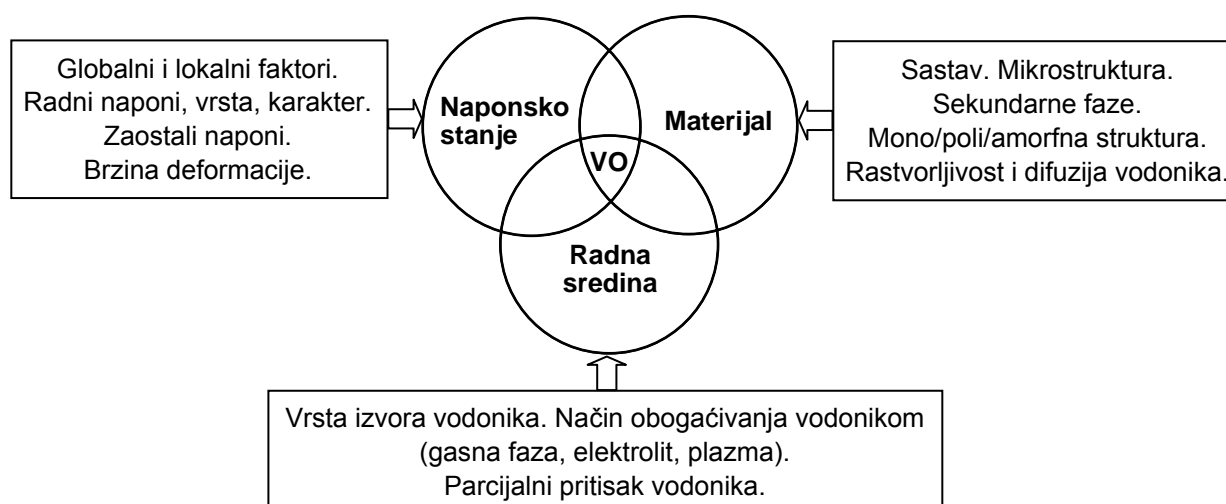 Globalni i lokalni faktori.
Radni naponi, vrsta, karakter.
Zaostali naponi.
Brzina deformacije.
Naponsko
stanje
Materijal
VO
Radna
sredina
Sastav. Mikrostruktura.
Sekundarne faze.
Mono/poli/amorfna struktura.
Rastvorljivost i difuzija vodonika.
Vrsta izvora vodonika. Način obogaćivanja vodonikom
(gasna faza, elektrolit, plazma).
Parcijalni pritisak vodonika.